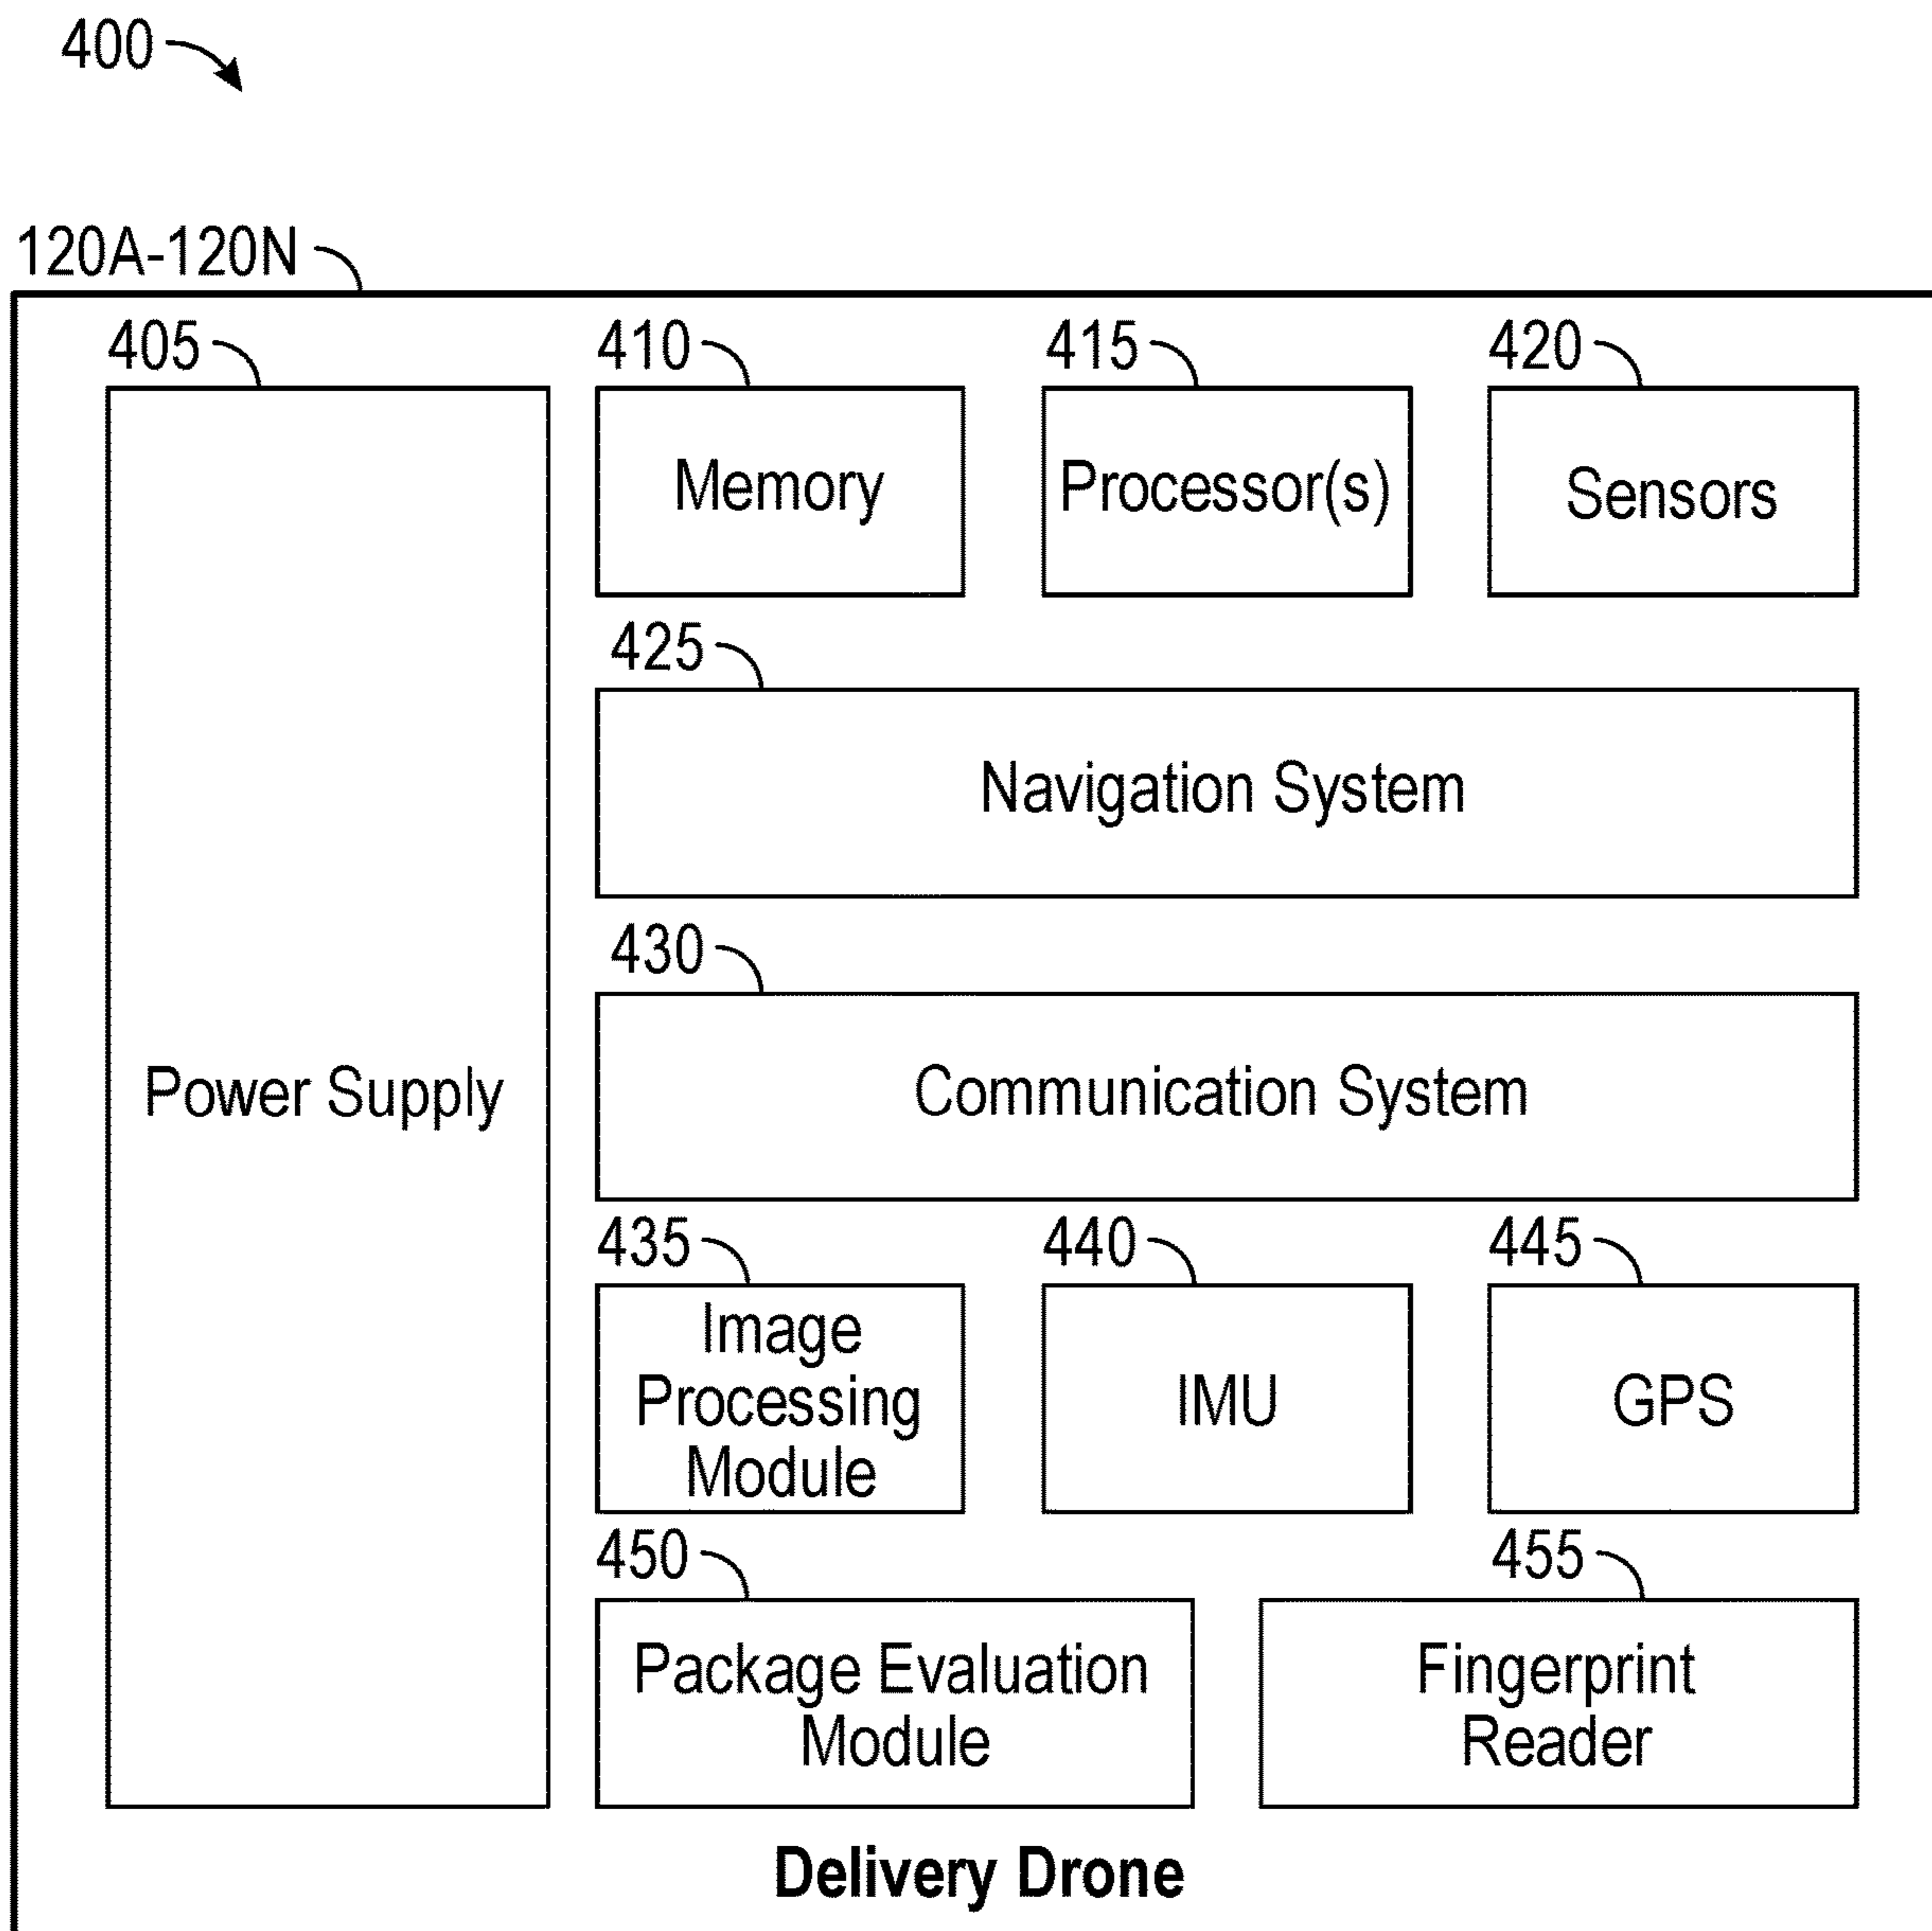 400
120A-120N
405
410
415
420
Memory
Processor(s)
Sensors
425
Navigation System
430
Communication System
Power Supply
435
440
445
Image
Processing
Module
IMU
GPS
450
455
Package Evaluation
Module
Fingerprint
Reader
Delivery Drone